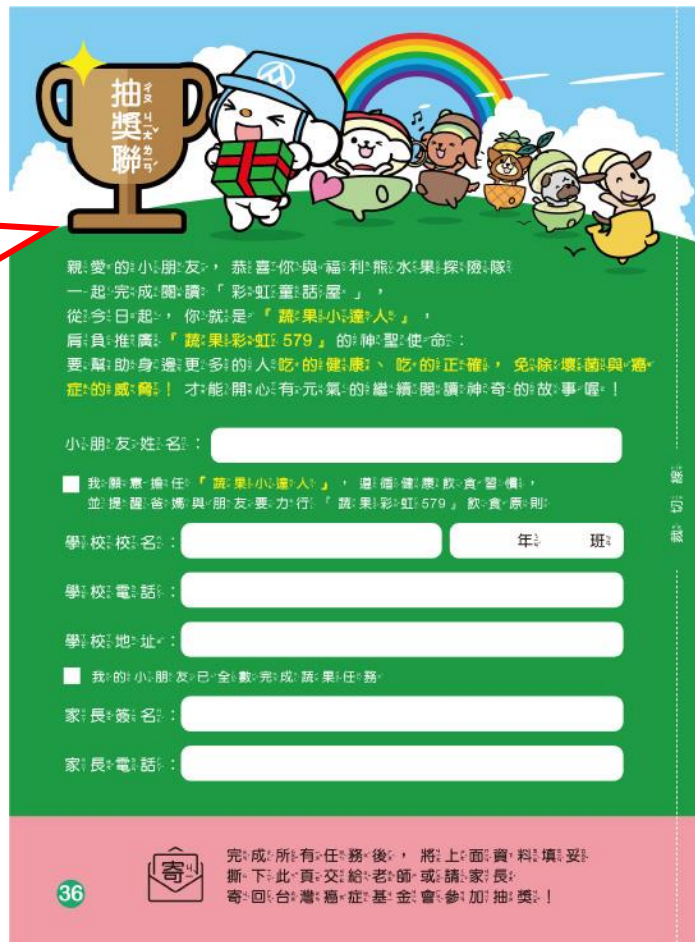 抽獎聯
親愛的小朋友，恭喜你與福利熊水果探險隊
一起完成閱讀「彩虹童話屋」，
從今日起，你就是『蔬果小達人』，
肩負推廣『蔬果彩虹579』的神聖使命：
要幫助身邊更多的人吃的健康、吃的正確，免除壞菌與癌
症的威脅！才能開心有元氣的繼續閱讀神奇的故事喔！
小朋友姓名：
我願意擔任『蔬果小達人』，遵循健康飲食習慣，
並提醒爸媽與朋友要力行『蔬果彩虹579』飲食原則
學校校名： 年 班
學校電話：
學校地址：
我的小朋友已全數完成蔬果任務
家長簽名：
家長電話：
裁切線
寄
完成所有任務後，將上面資料填妥
撕下此頁交給老師或請家長
寄回台灣癌症基金會參加抽獎！
36